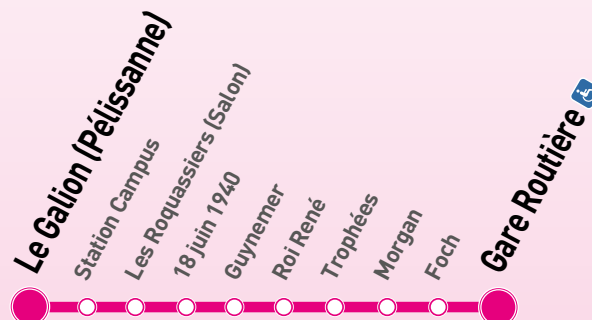 Le Galion (Pélissanne)
Station Campus
Les Roquassiers (Salon)
18 juin 1940
Guynemer
Roi René
Trophées
Morgan
Foch
Gare Routière